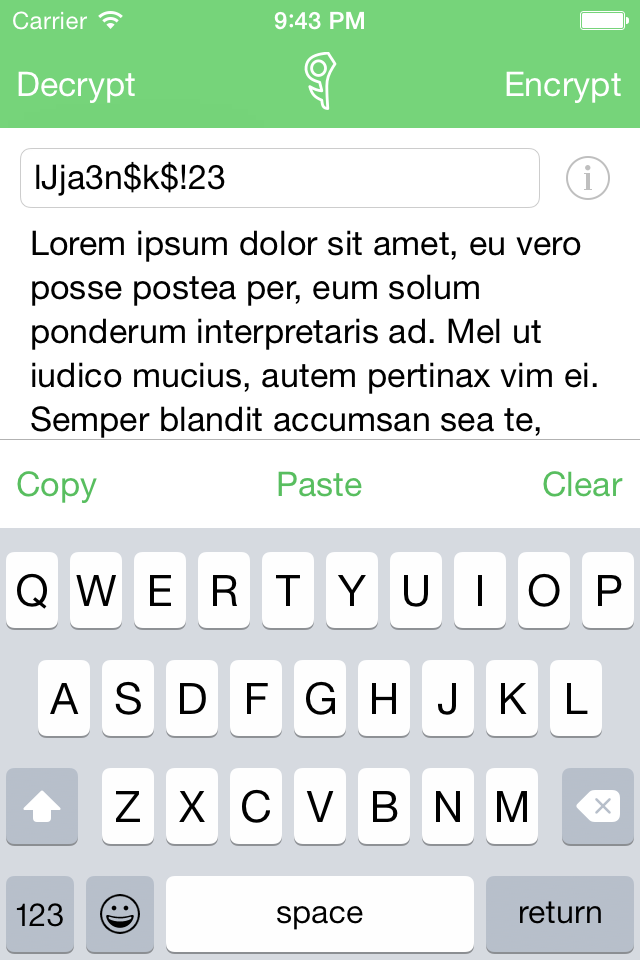 Carrier 9:43 PM
Decrypt Encrypt
lJja3n$k$!23 i
Lorem ipsum dolor sit amet, eu vero
posse postea per, eum solum
ponderum interpretaris ad. Mel ut
iudico mucius, autem pertinax vim ei.
Semper blandit accumsan sea te,
Copy Paste Clear
Q W E R T Y U I O P
A S D F G H J K L
Z X C V B N M
123 space return